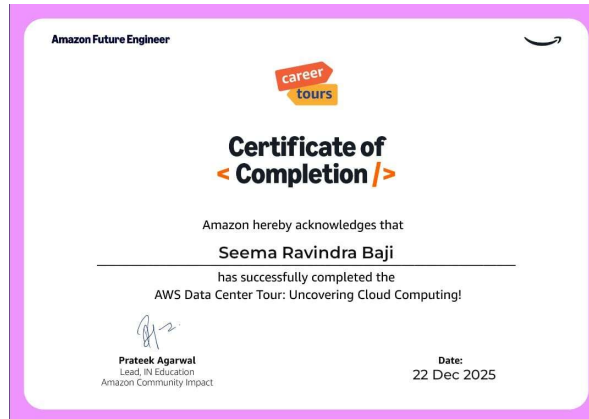 Amazon Future Engineer
career
tours
Certificate of
< Completion />
Amazon hereby acknowledges that
Seema Ravindra Baji
has successfully completed the
AWS Data Center Tour: Uncovering Cloud Computing!
Prateek Agarwal
Lead, IN Education
Amazon Community Impact
Date:
22 Dec 2025